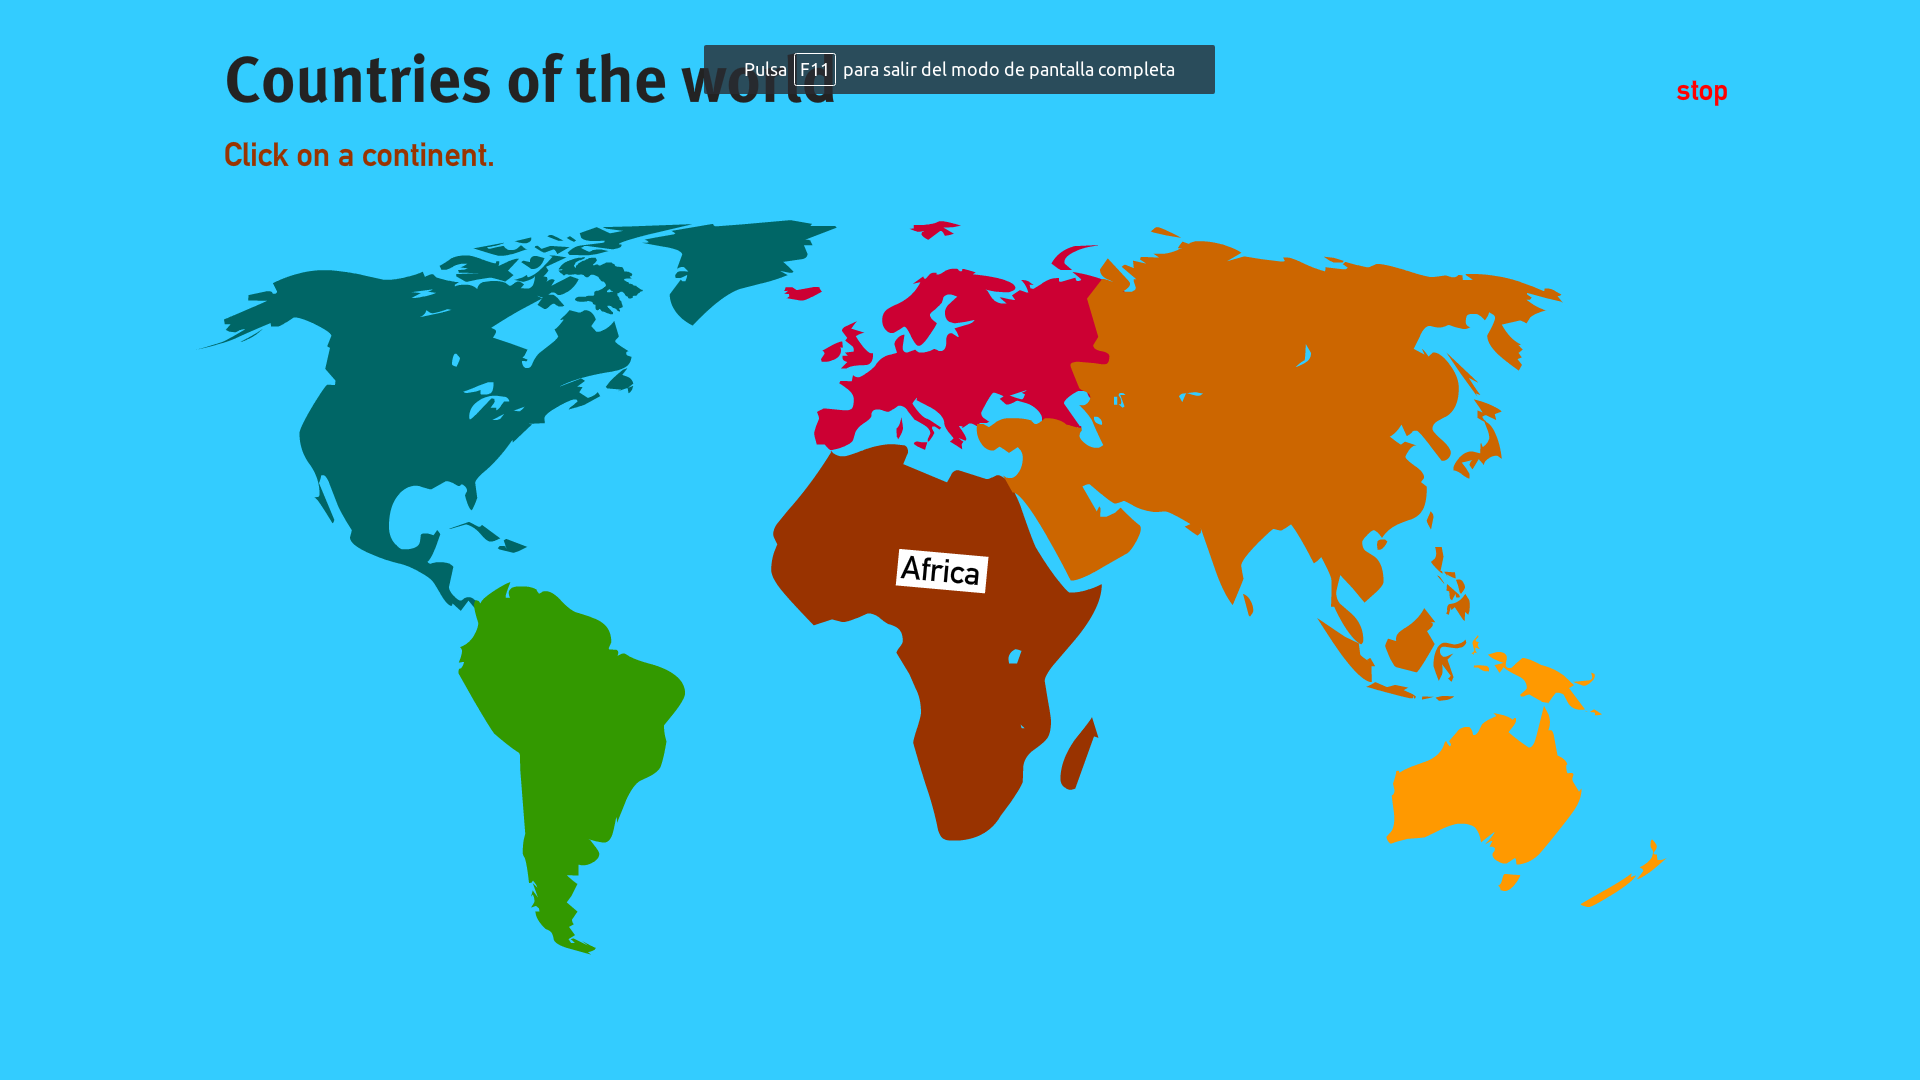 Countries of the world
Pulsa F11 para salir del modo de pantalla completa
stop
Click on a continent.
Africa